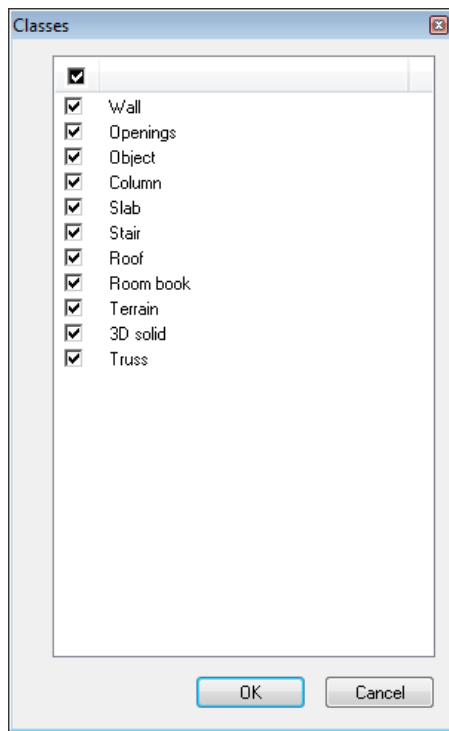 Classes
Wall
Openings
Object
Column
Slab
Stair
Roof
Room book
Terrain
3D solid
Truss
OK Cancel